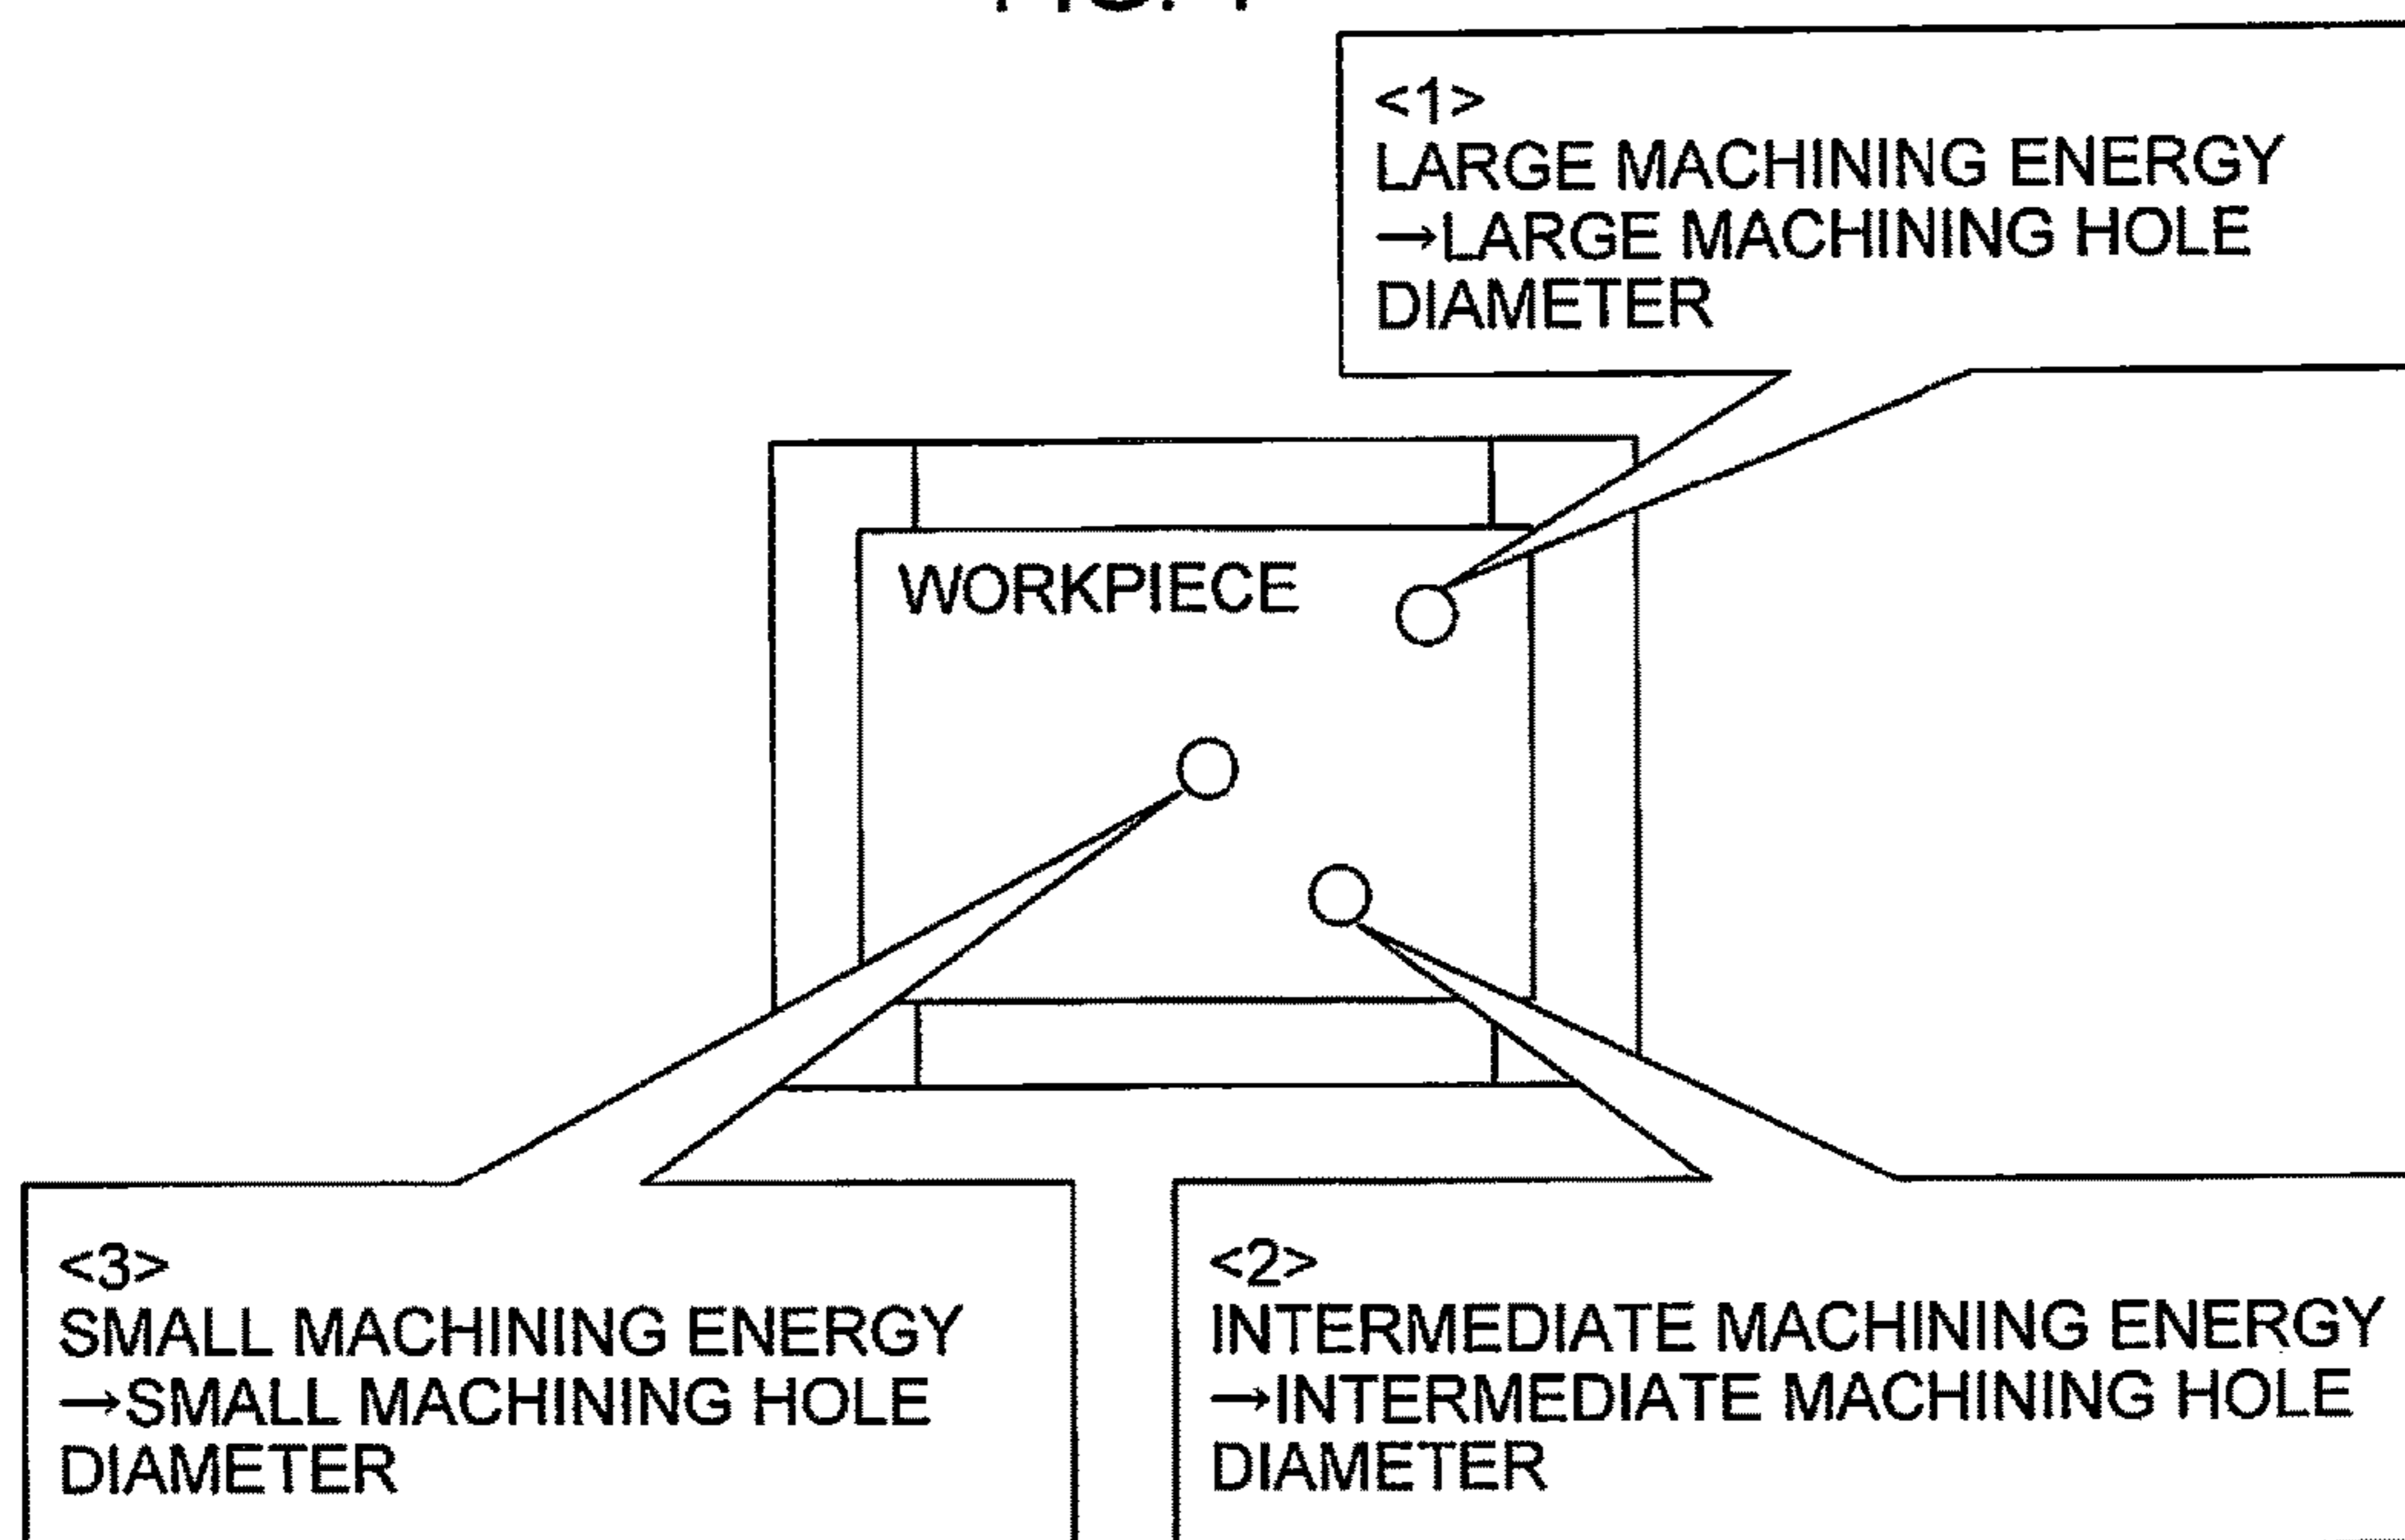 <1>
LARGE MACHINING ENERGY
→LARGE MACHINING HOLE
DIAMETER
WORKPIECE
<3>
SMALL MACHINING ENERGY
→SMALL MACHINING HOLE
DIAMETER
<2>
INTERMEDIATE MACHINING ENERGY
→INTERMEDIATE MACHINING HOLE
DIAMETER